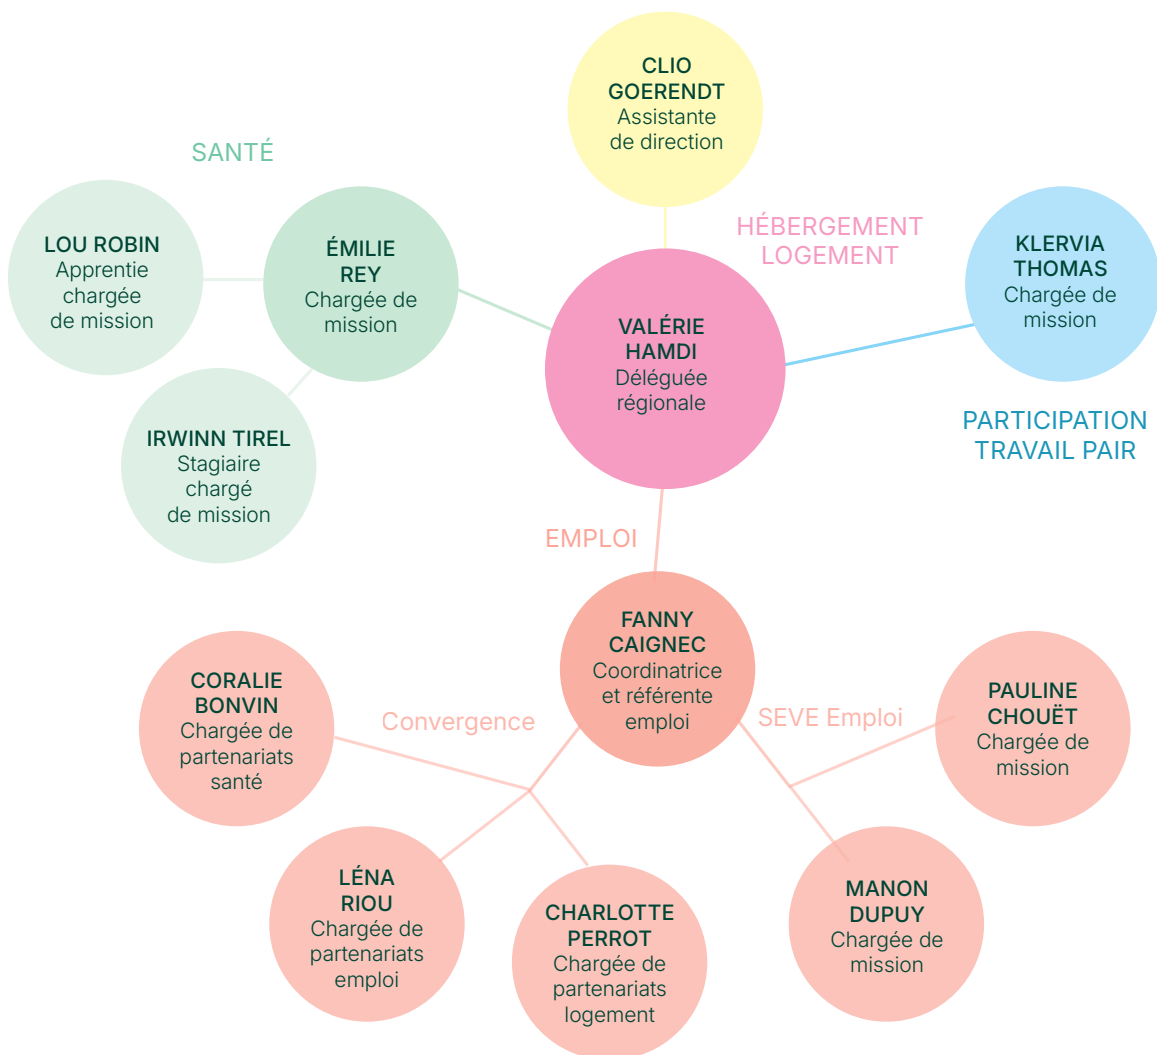 CLIO
GOERENDT
Assistante
de direction
SANTÉ
LOU ROBIN
Apprentie
chargée
de mission
ÉMILIE
REY
Chargée de
mission
HÉBERGEMENT
LOGEMENT
KLERVIA
THOMAS
Chargée de
mission
VALÉRIE
HAMDI
Déléguée
régionale
IRWINN TIREL
Stagiaire
chargé
de mission
PARTICIPATION
TRAVAIL PAIR
EMPLOI
FANNY
CAIGNEC
Coordinatrice
et référente
emploi
CORALIE
BONVIN
Chargée de
partenariats
santé
Convergence
SEVE Emploi
PAULINE
CHOUËT
Chargée de
mission
LÉNA
RIOU
Chargée de
partenariats
emploi
CHARLOTTE
PERROT
Chargée de
partenariats
logement
MANON
DUPUY
Chargée de
mission